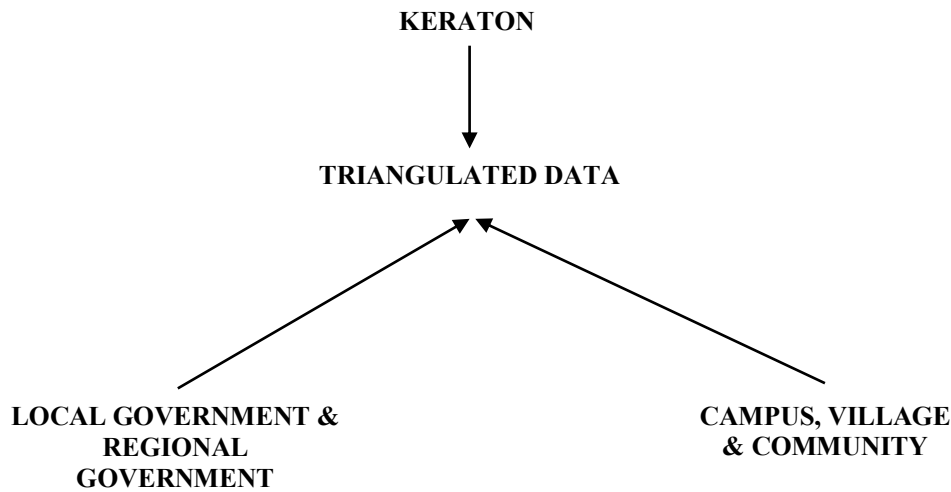 KERATON
TRIANGULATED DATA
LOCAL GOVERNMENT &
REGIONAL
GOVERNMENT
CAMPUS, VILLAGE
& COMMUNITY